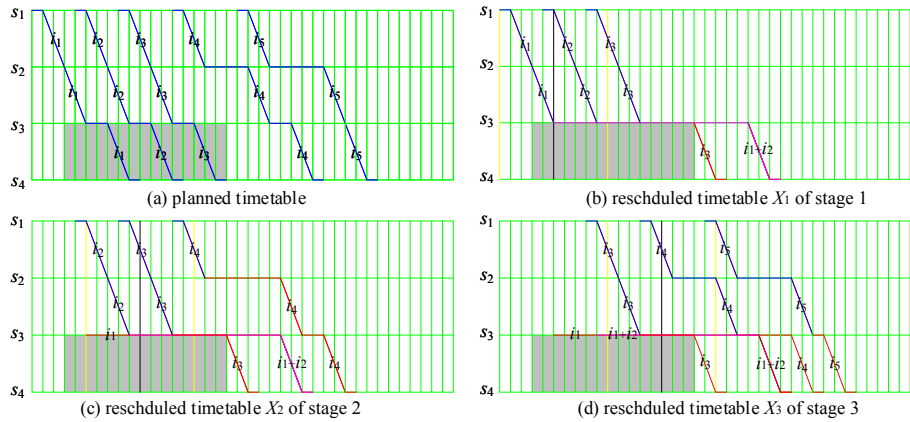 s1
i1
i2
i3
i4
i5
s2
i1
i2
i3
i4
i5
s3
i1
i2
i3
i4
s4
(a) planned timetable
s1
i1
i2
i3
s2
i1
i2
i3
s3
i3
i1+i2
s4
(b) reschduled timetable X1 of stage 1
s1
i2
i3
i4
s2
i2
i3
i4
s3
i1
i3
i1+i2
i4
s4
(c) reschduled timetable X2 of stage 2
s1
i3
i4
i5
s2
i3
i4
i5
s3
i1
i1+i2
i3
i1+i2
i4
i5
s4
(d) reschduled timetable X3 of stage 3